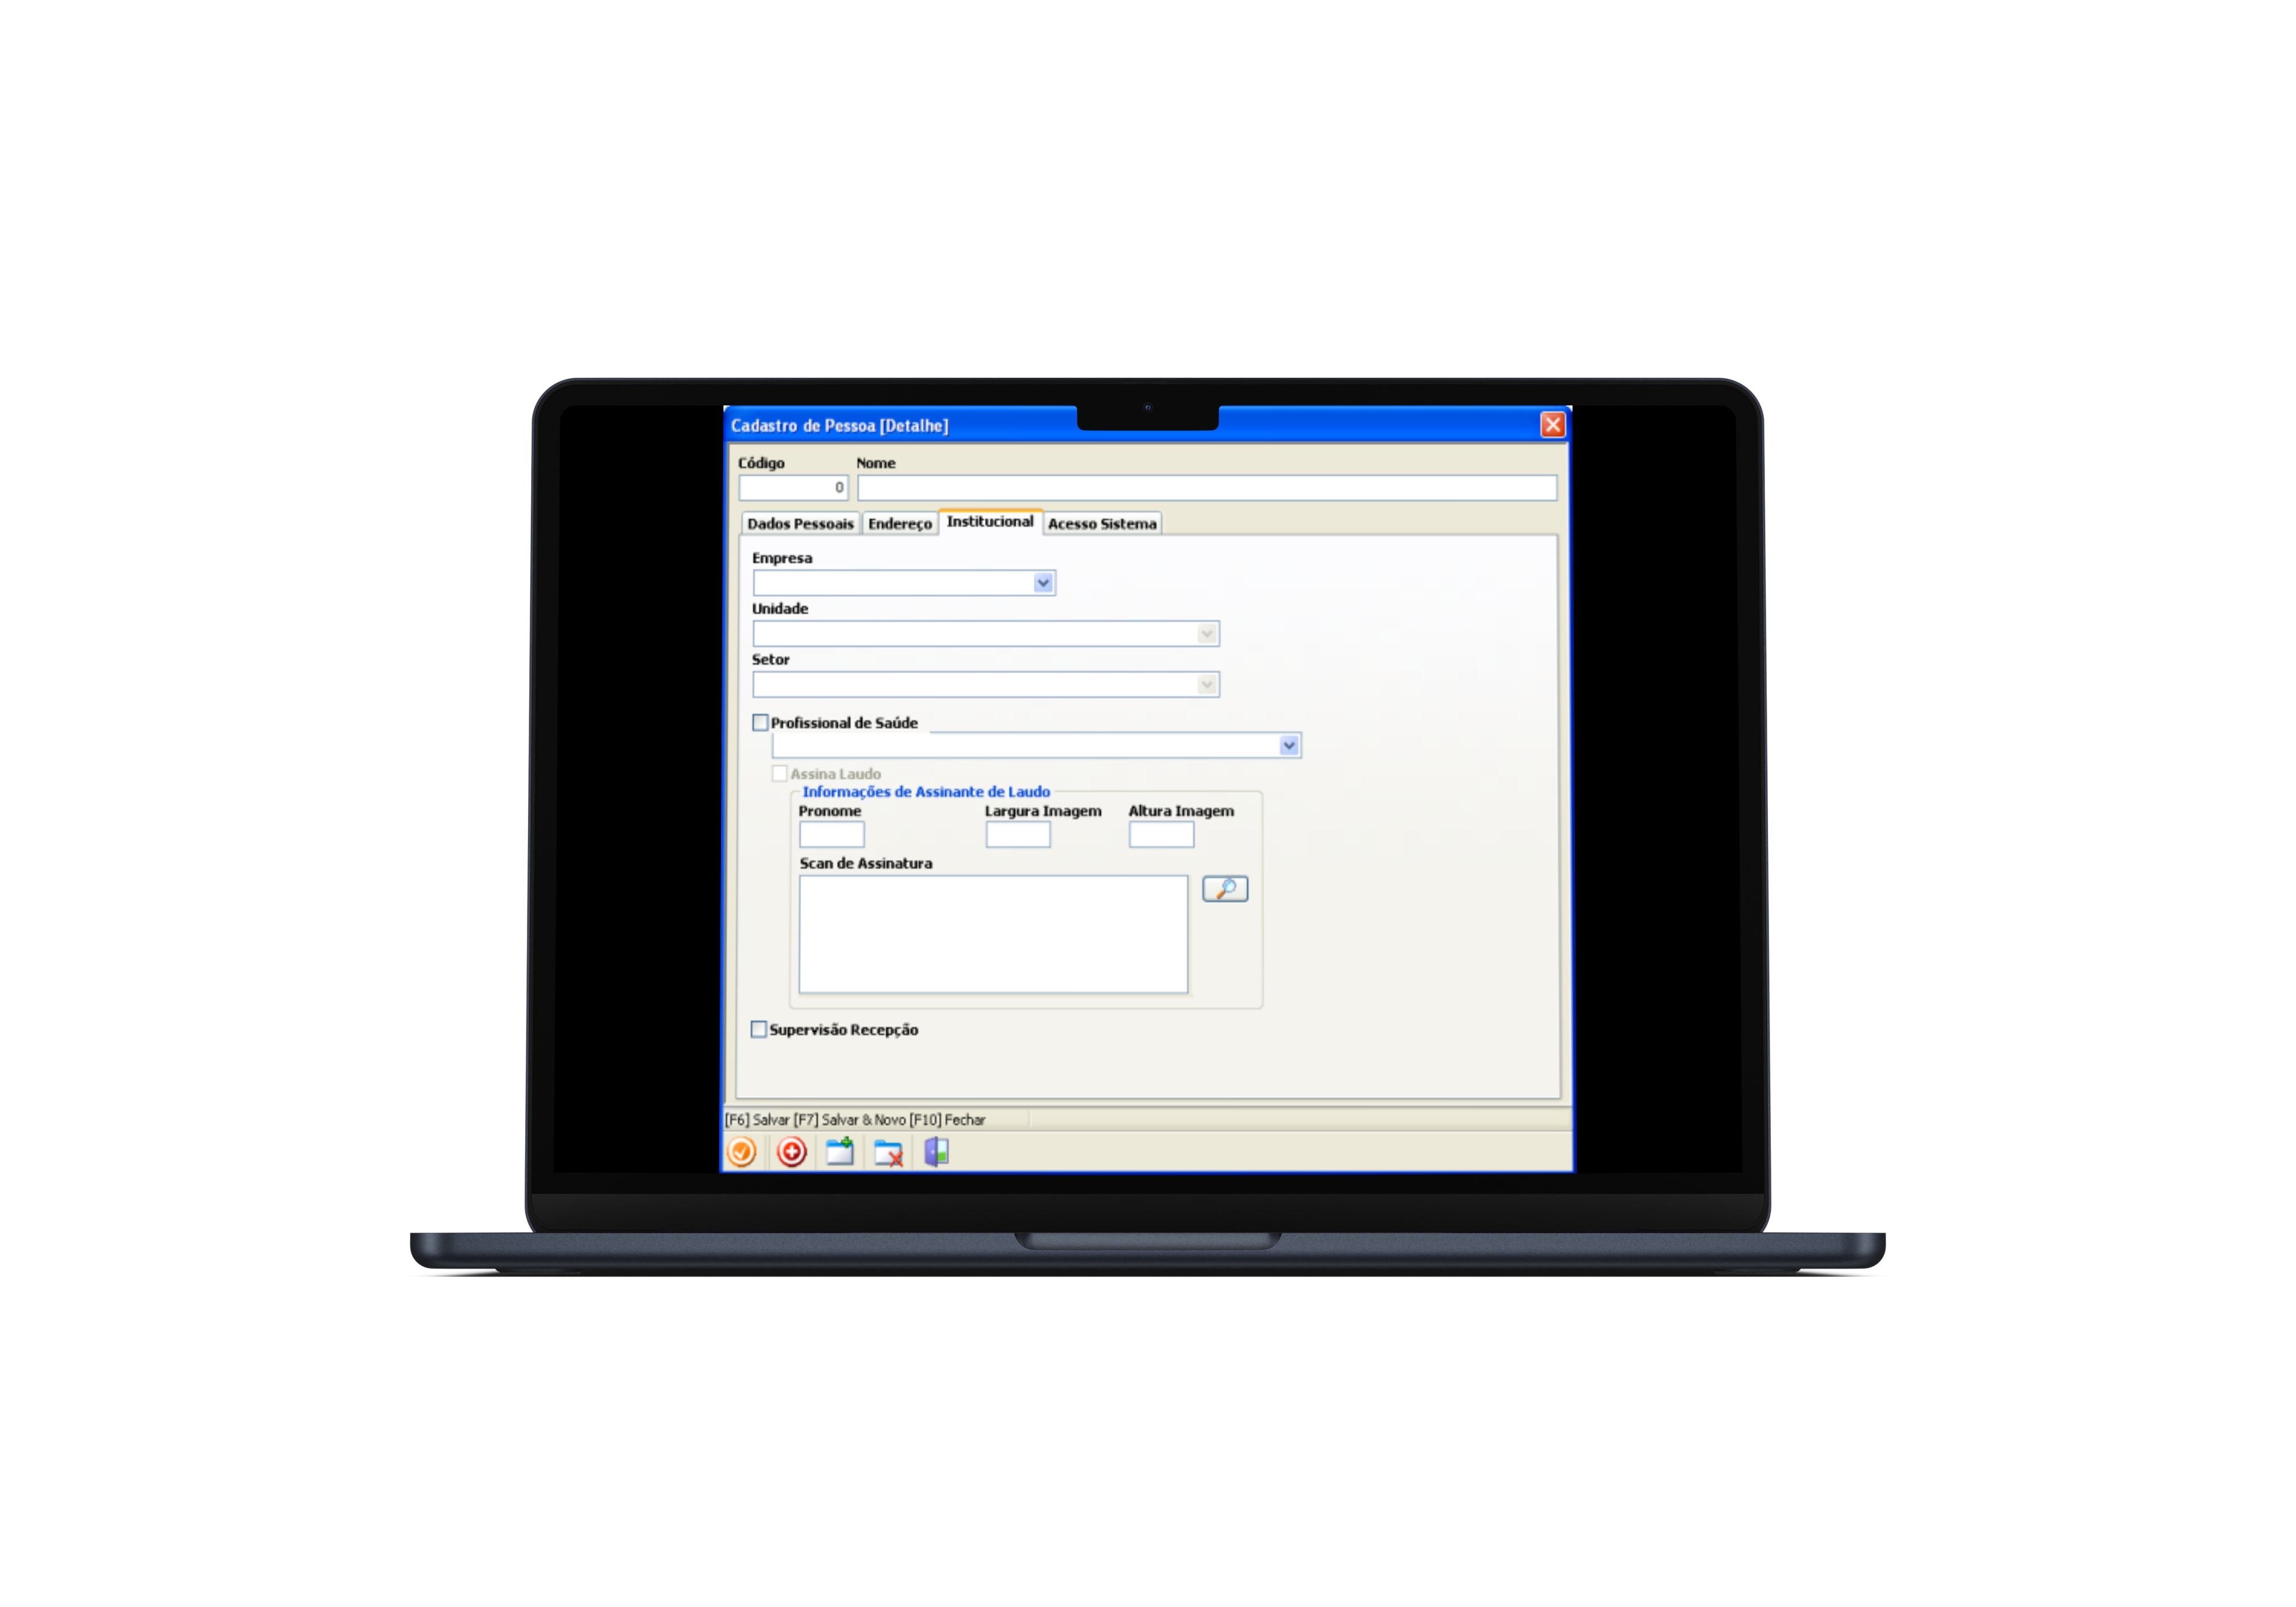 Cadastro de Pessoa [Detalhe]
Código Nome
0
Dados Pessoais Endereço Institucional Acesso Sistema
Empresa
Unidade
Setor
Profissional de Saúde
Assina Laudo
Informações de Assinante de Laudo
Pronome Largura Imagem Altura Imagem
Scan de Assinatura
Supervisão Recepção
[F6] Salvar [F7] Salvar & Novo [F10] Fechar